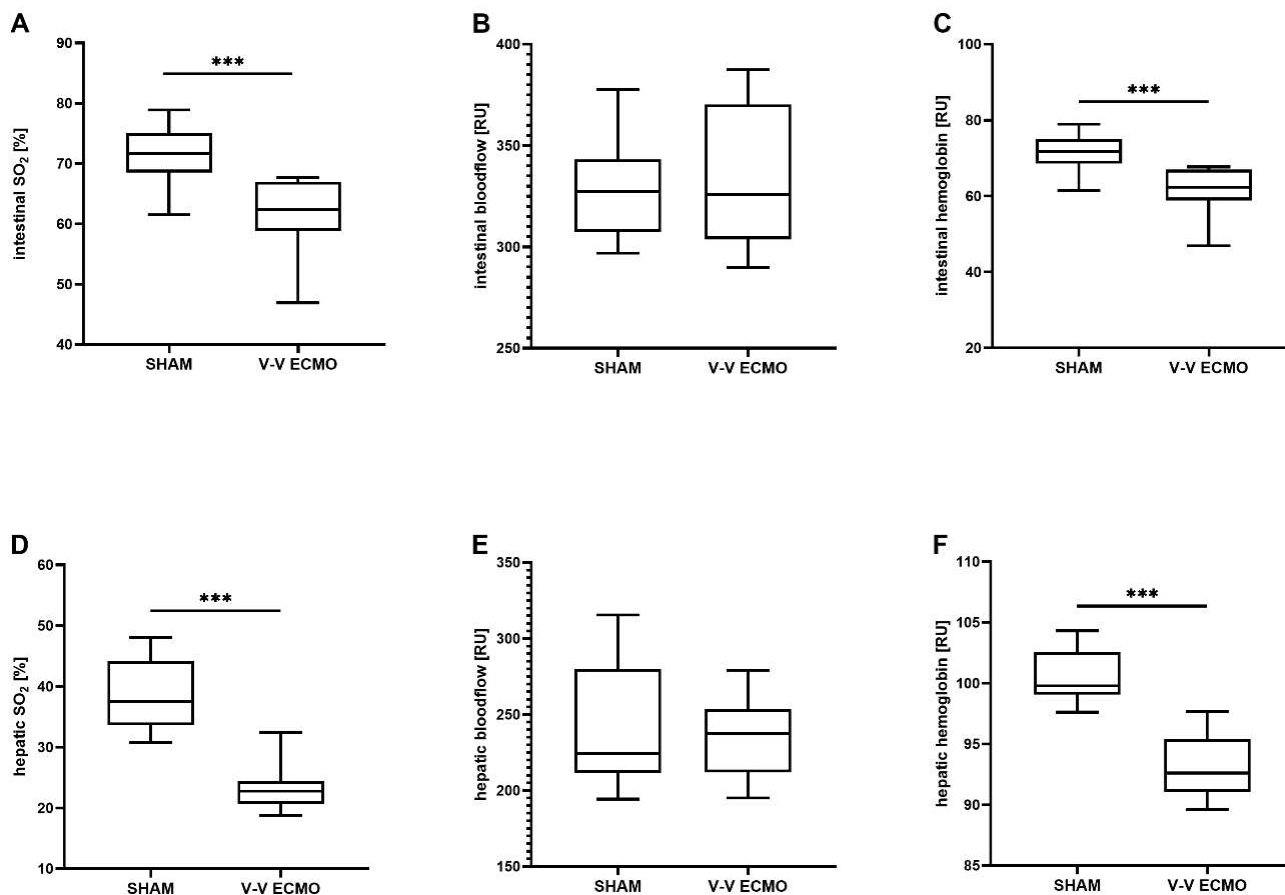 A
intestinal SO₂ [%]
90
80
70
60
50
40
***
SHAM
V-V ECMO
B
intestinal bloodflow [RU]
400
350
300
250
SHAM
V-V ECMO
C
intestinal hemoglobin [RU]
100
80
60
40
20
***
SHAM
V-V ECMO
D
hepatic SO₂ [%]
60
50
40
30
20
10
***
SHAM
V-V ECMO
E
hepatic bloodflow [RU]
350
300
250
200
150
SHAM
V-V ECMO
F
hepatic hemoglobin [RU]
110
105
100
95
90
85
***
SHAM
V-V ECMO